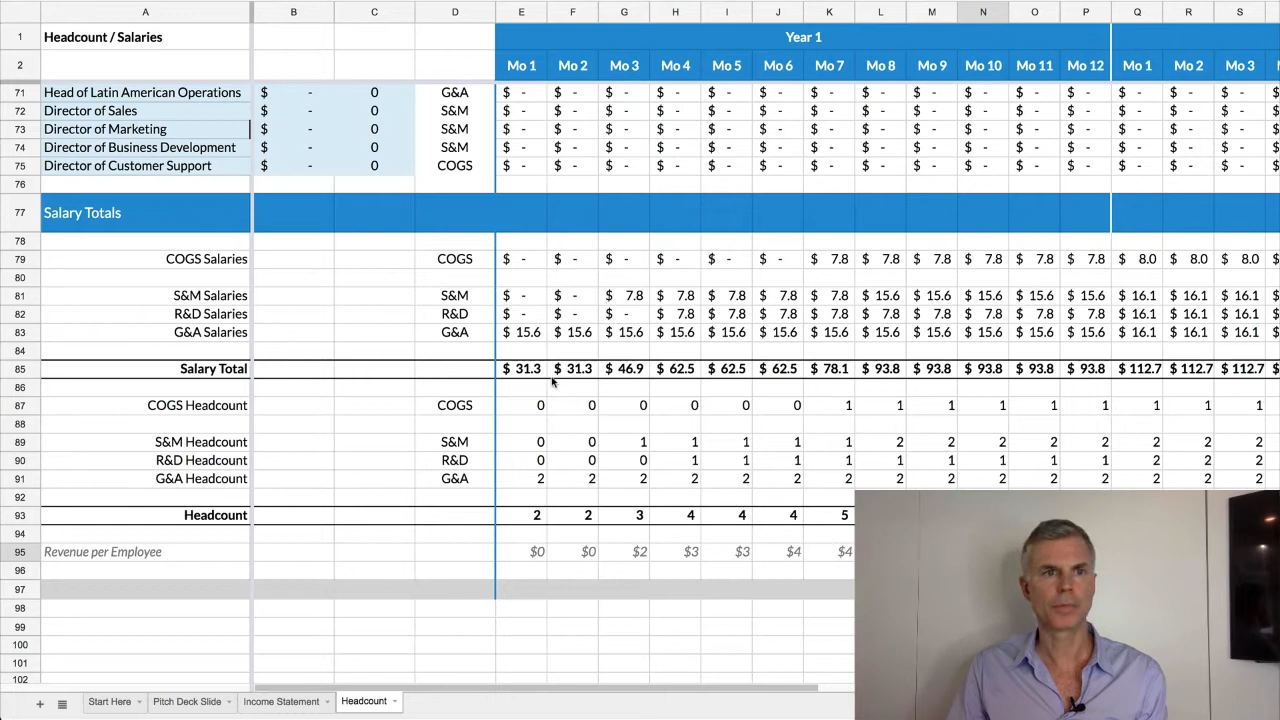 A B C D E F G H I J K L M N O P Q R S
1 Headcount / Salaries Year 1
2 Mo 1 Mo 2 Mo 3 Mo 4 Mo 5 Mo 6 Mo 7 Mo 8 Mo 9 Mo 10 Mo 11 Mo 12 Mo 1 Mo 2 Mo 3
71 Head of Latin American Operations $ - 0 G&A $ - $ - $ - $ - $ - $ - $ - $ - $ - $ - $ - $ - $ - $ - $ -
72 Director of Sales $ - 0 S&M $ - $ - $ - $ - $ - $ - $ - $ - $ - $ - $ - $ - $ - $ - $ -
73 Director of Marketing $ - 0 S&M $ - $ - $ - $ - $ - $ - $ - $ - $ - $ - $ - $ - $ - $ - $ -
74 Director of Business Development $ - 0 S&M $ - $ - $ - $ - $ - $ - $ - $ - $ - $ - $ - $ - $ - $ - $ -
75 Director of Customer Support $ - 0 COGS $ - $ - $ - $ - $ - $ - $ - $ - $ - $ - $ - $ - $ - $ - $ -
76
77 Salary Totals
78
79 COGS Salaries COGS $ - $ - $ - $ - $ - $ - $ 7.8 $ 7.8 $ 7.8 $ 7.8 $ 7.8 $ 7.8 $ 8.0 $ 8.0 $ 8.0 $
80
81 S&M Salaries S&M $ - $ - $ 7.8 $ 7.8 $ 7.8 $ 7.8 $ 7.8 $ 15.6 $ 15.6 $ 15.6 $ 15.6 $ 15.6 $ 16.1 $ 16.1 $ 16.1 $
82 R&D Salaries R&D $ - $ - $ - $ 7.8 $ 7.8 $ 7.8 $ 7.8 $ 7.8 $ 7.8 $ 7.8 $ 7.8 $ 7.8 $ 16.1 $ 16.1 $ 16.1 $
83 G&A Salaries G&A $ 15.6 $ 15.6 $ 15.6 $ 15.6 $ 15.6 $ 15.6 $ 15.6 $ 15.6 $ 15.6 $ 15.6 $ 15.6 $ 15.6 $ 16.1 $ 16.1 $ 16.1 $
84
85 Salary Total $ 31.3 $ 31.3 $ 46.9 $ 62.5 $ 62.5 $ 62.5 $ 78.1 $ 93.8 $ 93.8 $ 93.8 $ 93.8 $ 93.8 $ 112.7 $ 112.7 $ 112.7 $
86
87 COGS Headcount COGS 0 0 0 0 0 0 1 1 1 1 1 1 1 1 1
88
89 S&M Headcount S&M 0 0 1 1 1 1 1 2 2 2 2 2 2 2 2
90 R&D Headcount R&D 0 0 0 1 1 1 1 1 1 1 1 1 2 2 2
91 G&A Headcount G&A 2 2 2 2 2 2 2 2 2 2 2 2 2 2 2
92
93 Headcount 2 2 3 4 4 4 5
94
95 Revenue per Employee $0 $0 $2 $3 $3 $4 $4
96
97
98
99
100
101
102
+ Start Here Pitch Deck Slide Income Statement Headcount